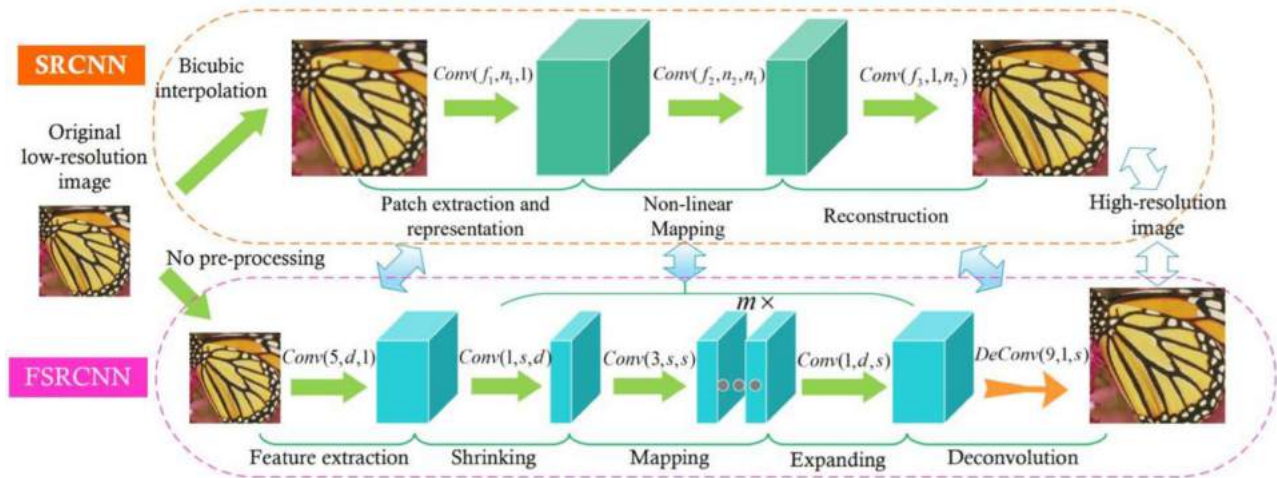 SRCNN
Bicubic
interpolation
Original
low-resolution
image
Conv(f₁,n₁,1)
Conv(f₂,n₂,n₁)
Conv(f₃,1,n₂)
Patch extraction and
representation
Non-linear
Mapping
Reconstruction
High-resolution
image
No pre-processing
m ×
FSRCNN
Conv(5,d,1)
Conv(1,s,d)
Conv(3,s,s)
Conv(1,d,s)
DeConv(9,1,s)
Feature extraction
Shrinking
Mapping
Expanding
Deconvolution